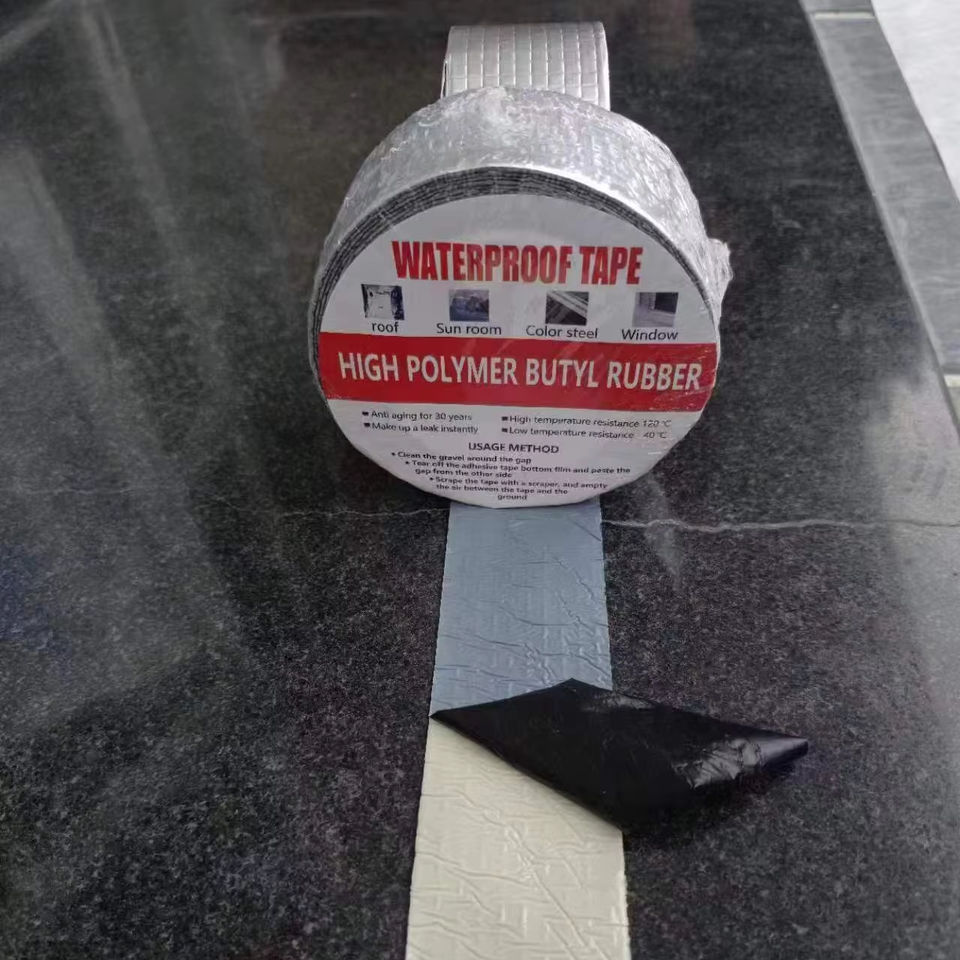 WATERPROOF TAPE
roof Sun room Color steel Window
HIGH POLYMER BUTYL RUBBER
Anti aging for 30 years High temperature resistance 120 °C
Make up a leak instantly Low temperature resistance -40 °C
USAGE METHOD
• Clean the gravel around the gap
• Tear off the adhesive tape bottom film and paste the
gap from the other side
• Scrape the tape with a scraper, and empty
the air between the tape and the
ground